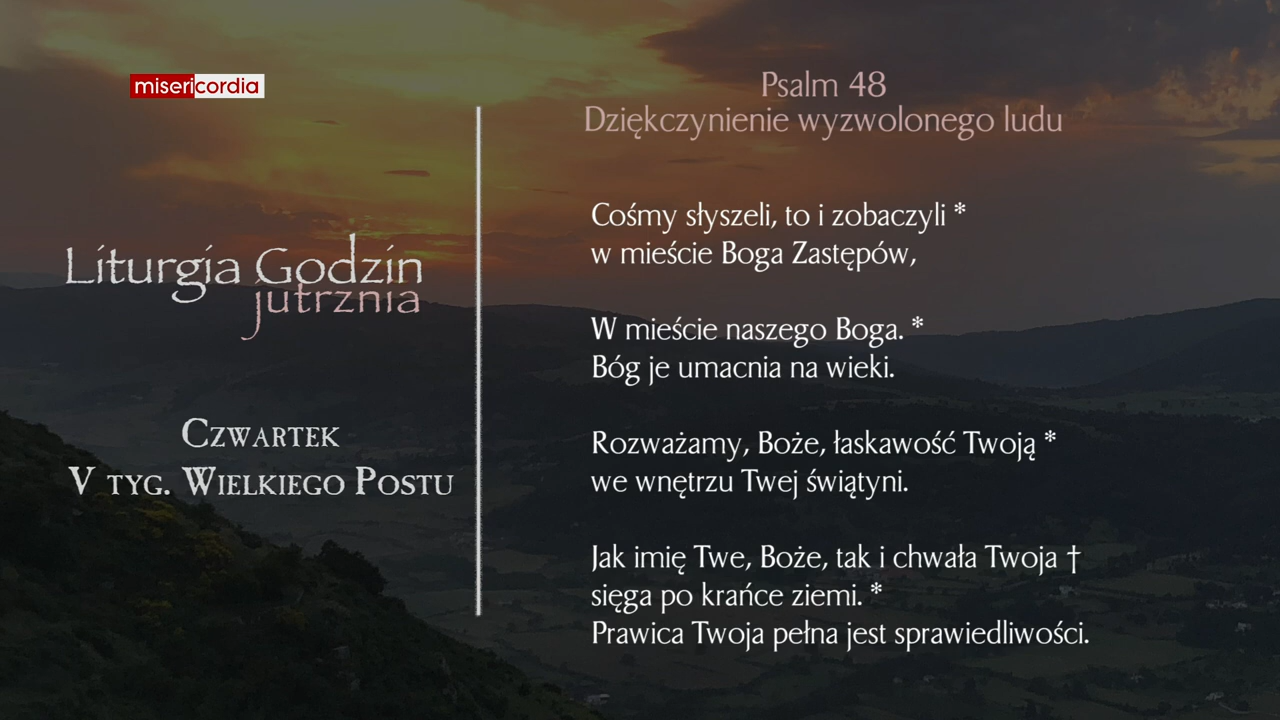 misericordia
Liturgia Godzin
jutrznia
Czwartek
V tyg. Wielkiego Postu
Psalm 48
Dziękczynienie wyzwolonego ludu
Cośmy słyszeli, to i zobaczyli *
w mieście Boga Zastępów,
W mieście naszego Boga. *
Bóg je umacnia na wieki.
Rozważamy, Boże, łaskawość Twoją *
we wnętrzu Twej świątyni.
Jak imię Twe, Boże, tak i chwała Twoja †
sięga po krańce ziemi. *
Prawica Twoja pełna jest sprawiedliwości.